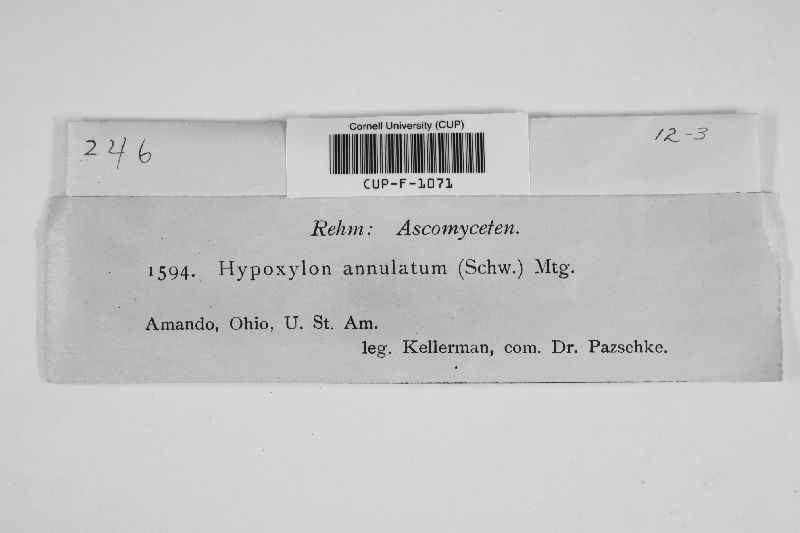 246
12-3
Cornell University (CUP)
CUP-F-1071
Rehm: Ascomyceten.
1594. Hypoxylon annulatum (Schw.) Mtg.
Amando, Ohio, U. St. Am.
leg. Kellerman, com. Dr. Pazschke.